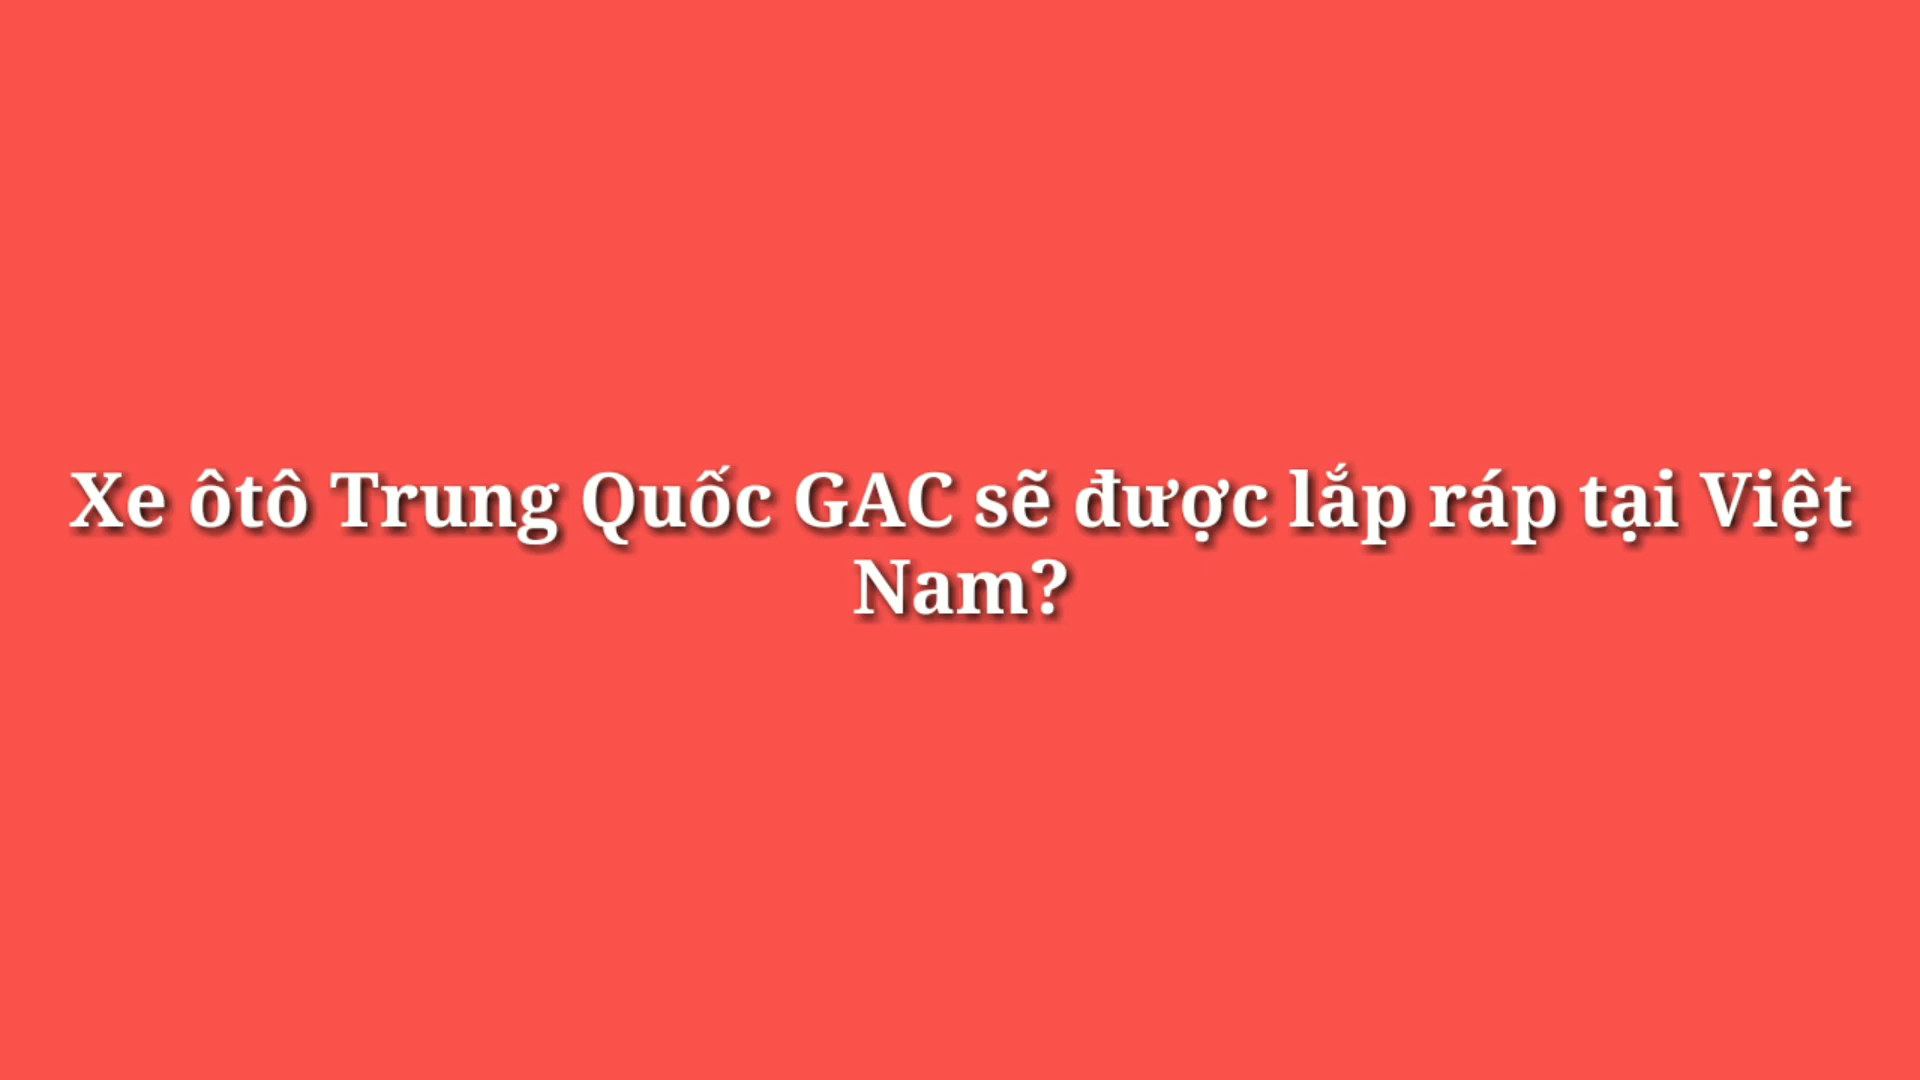 Xe ôtô Trung Quốc GAC sẽ được lắp ráp tại Việt
Nam?